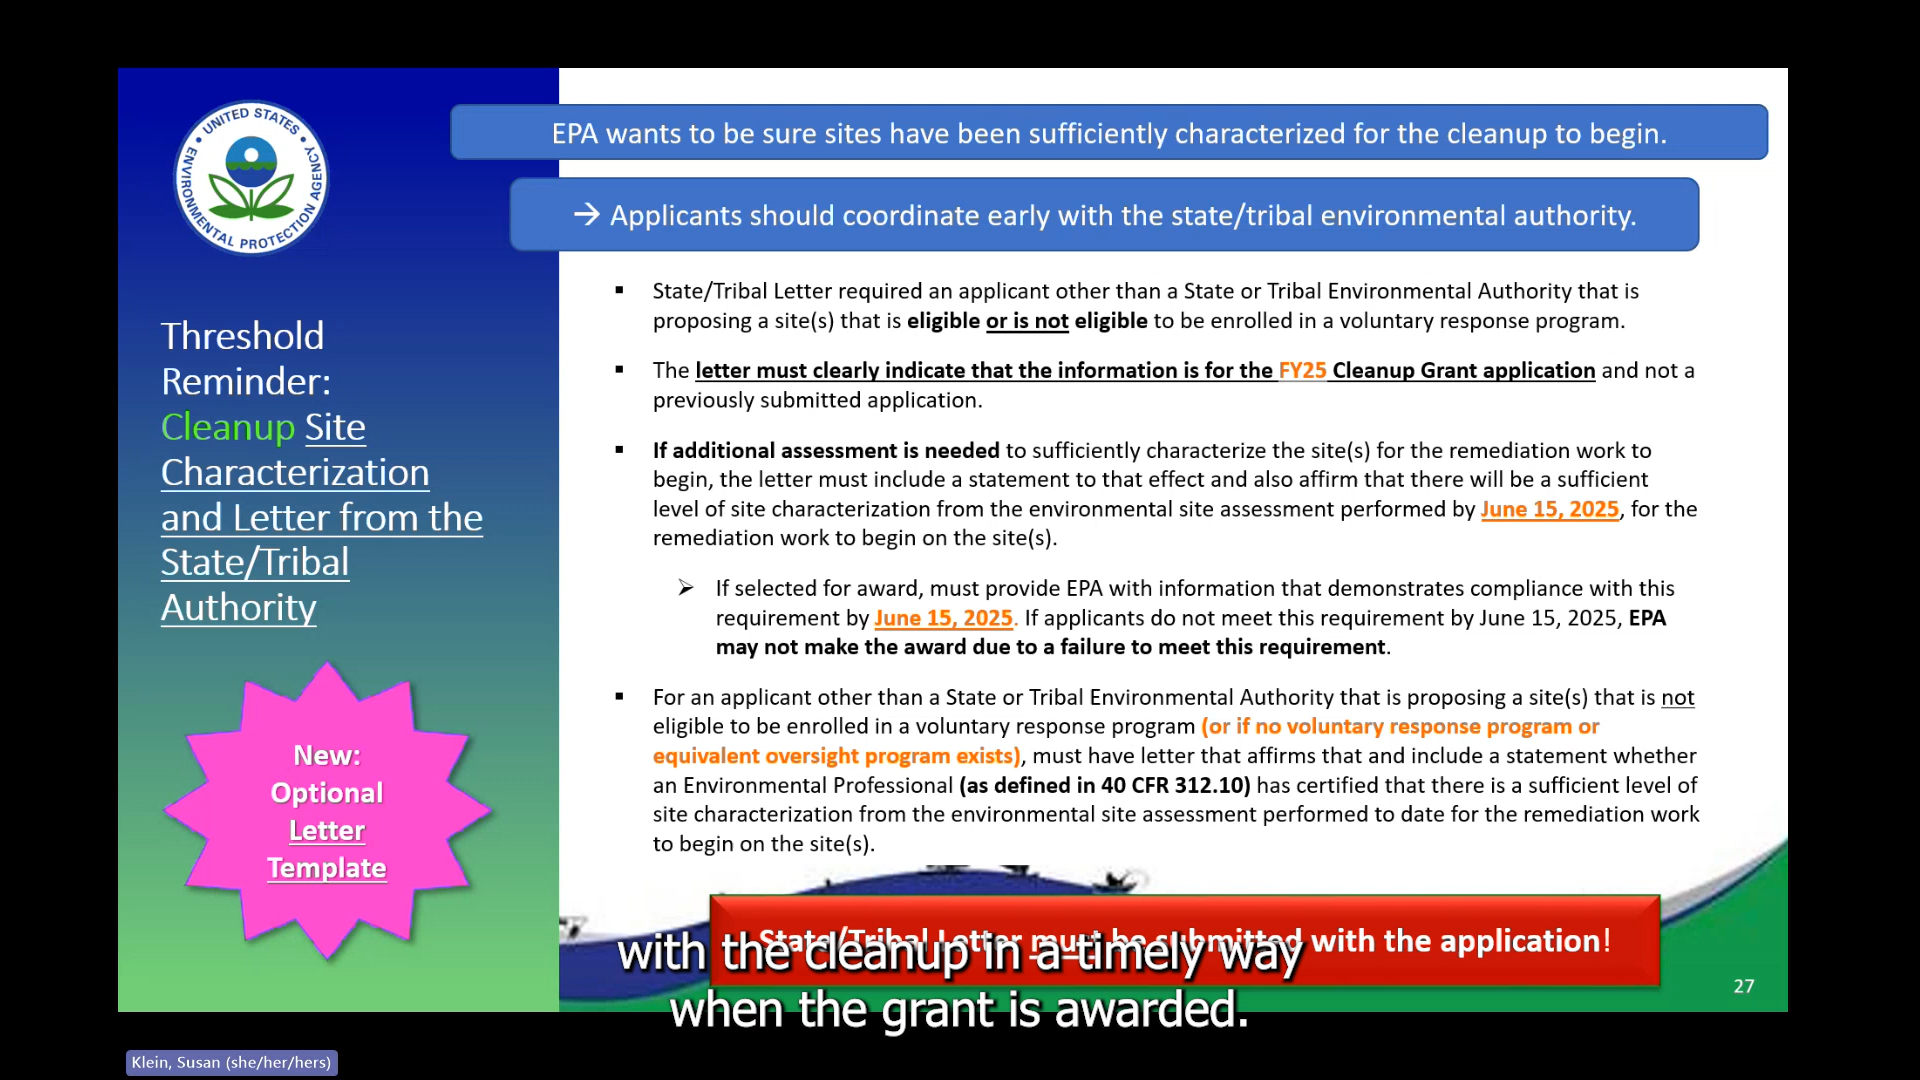 UNITED STATES
ENVIRONMENTAL PROTECTION AGENCY
EPA wants to be sure sites have been sufficiently characterized for the cleanup to begin.
→ Applicants should coordinate early with the state/tribal environmental authority.
Threshold
Reminder:
Cleanup Site
Characterization
and Letter from the
State/Tribal
Authority
New:
Optional
Letter
Template
▪ State/Tribal Letter required an applicant other than a State or Tribal Environmental Authority that is
proposing a site(s) that is eligible or is not eligible to be enrolled in a voluntary response program.
▪ The letter must clearly indicate that the information is for the FY25 Cleanup Grant application and not a
previously submitted application.
▪ If additional assessment is needed to sufficiently characterize the site(s) for the remediation work to
begin, the letter must include a statement to that effect and also affirm that there will be a sufficient
level of site characterization from the environmental site assessment performed by June 15, 2025, for the
remediation work to begin on the site(s).
➢ If selected for award, must provide EPA with information that demonstrates compliance with this
requirement by June 15, 2025. If applicants do not meet this requirement by June 15, 2025, EPA
may not make the award due to a failure to meet this requirement.
▪ For an applicant other than a State or Tribal Environmental Authority that is proposing a site(s) that is not
eligible to be enrolled in a voluntary response program (or if no voluntary response program or
equivalent oversight program exists), must have letter that affirms that and include a statement whether
an Environmental Professional (as defined in 40 CFR 312.10) has certified that there is a sufficient level of
site characterization from the environmental site assessment performed to date for the remediation work
to begin on the site(s).
State/Tribal Letter must be submitted with the application!
with the cleanup in a timely way
when the grant is awarded.
27
Klein, Susan (she/her/hers)